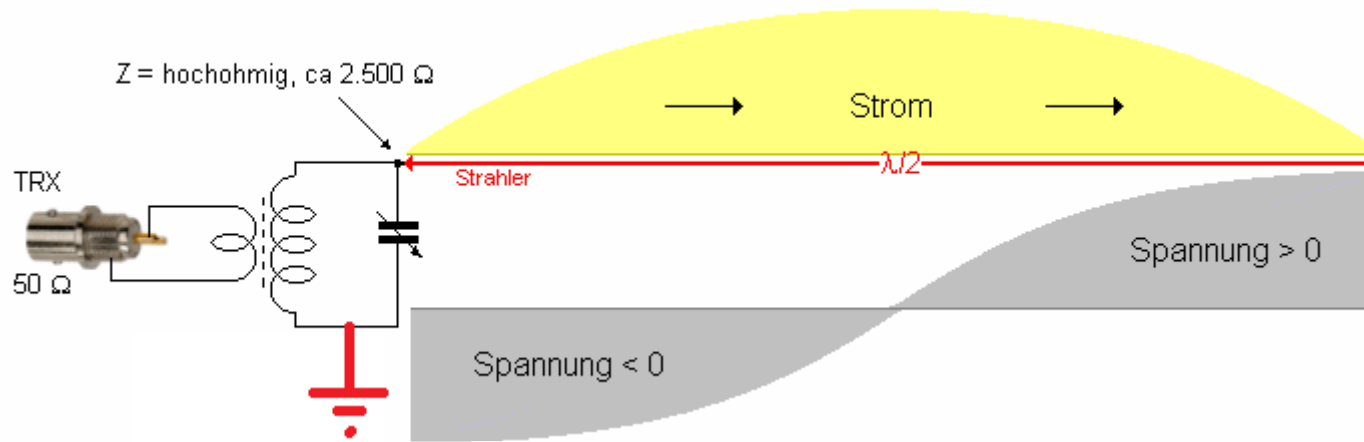 Z = hochohmig, ca 2.500 Ω
Strom
λ/2
Strahler
TRX
50 Ω
Spannung > 0
Spannung < 0